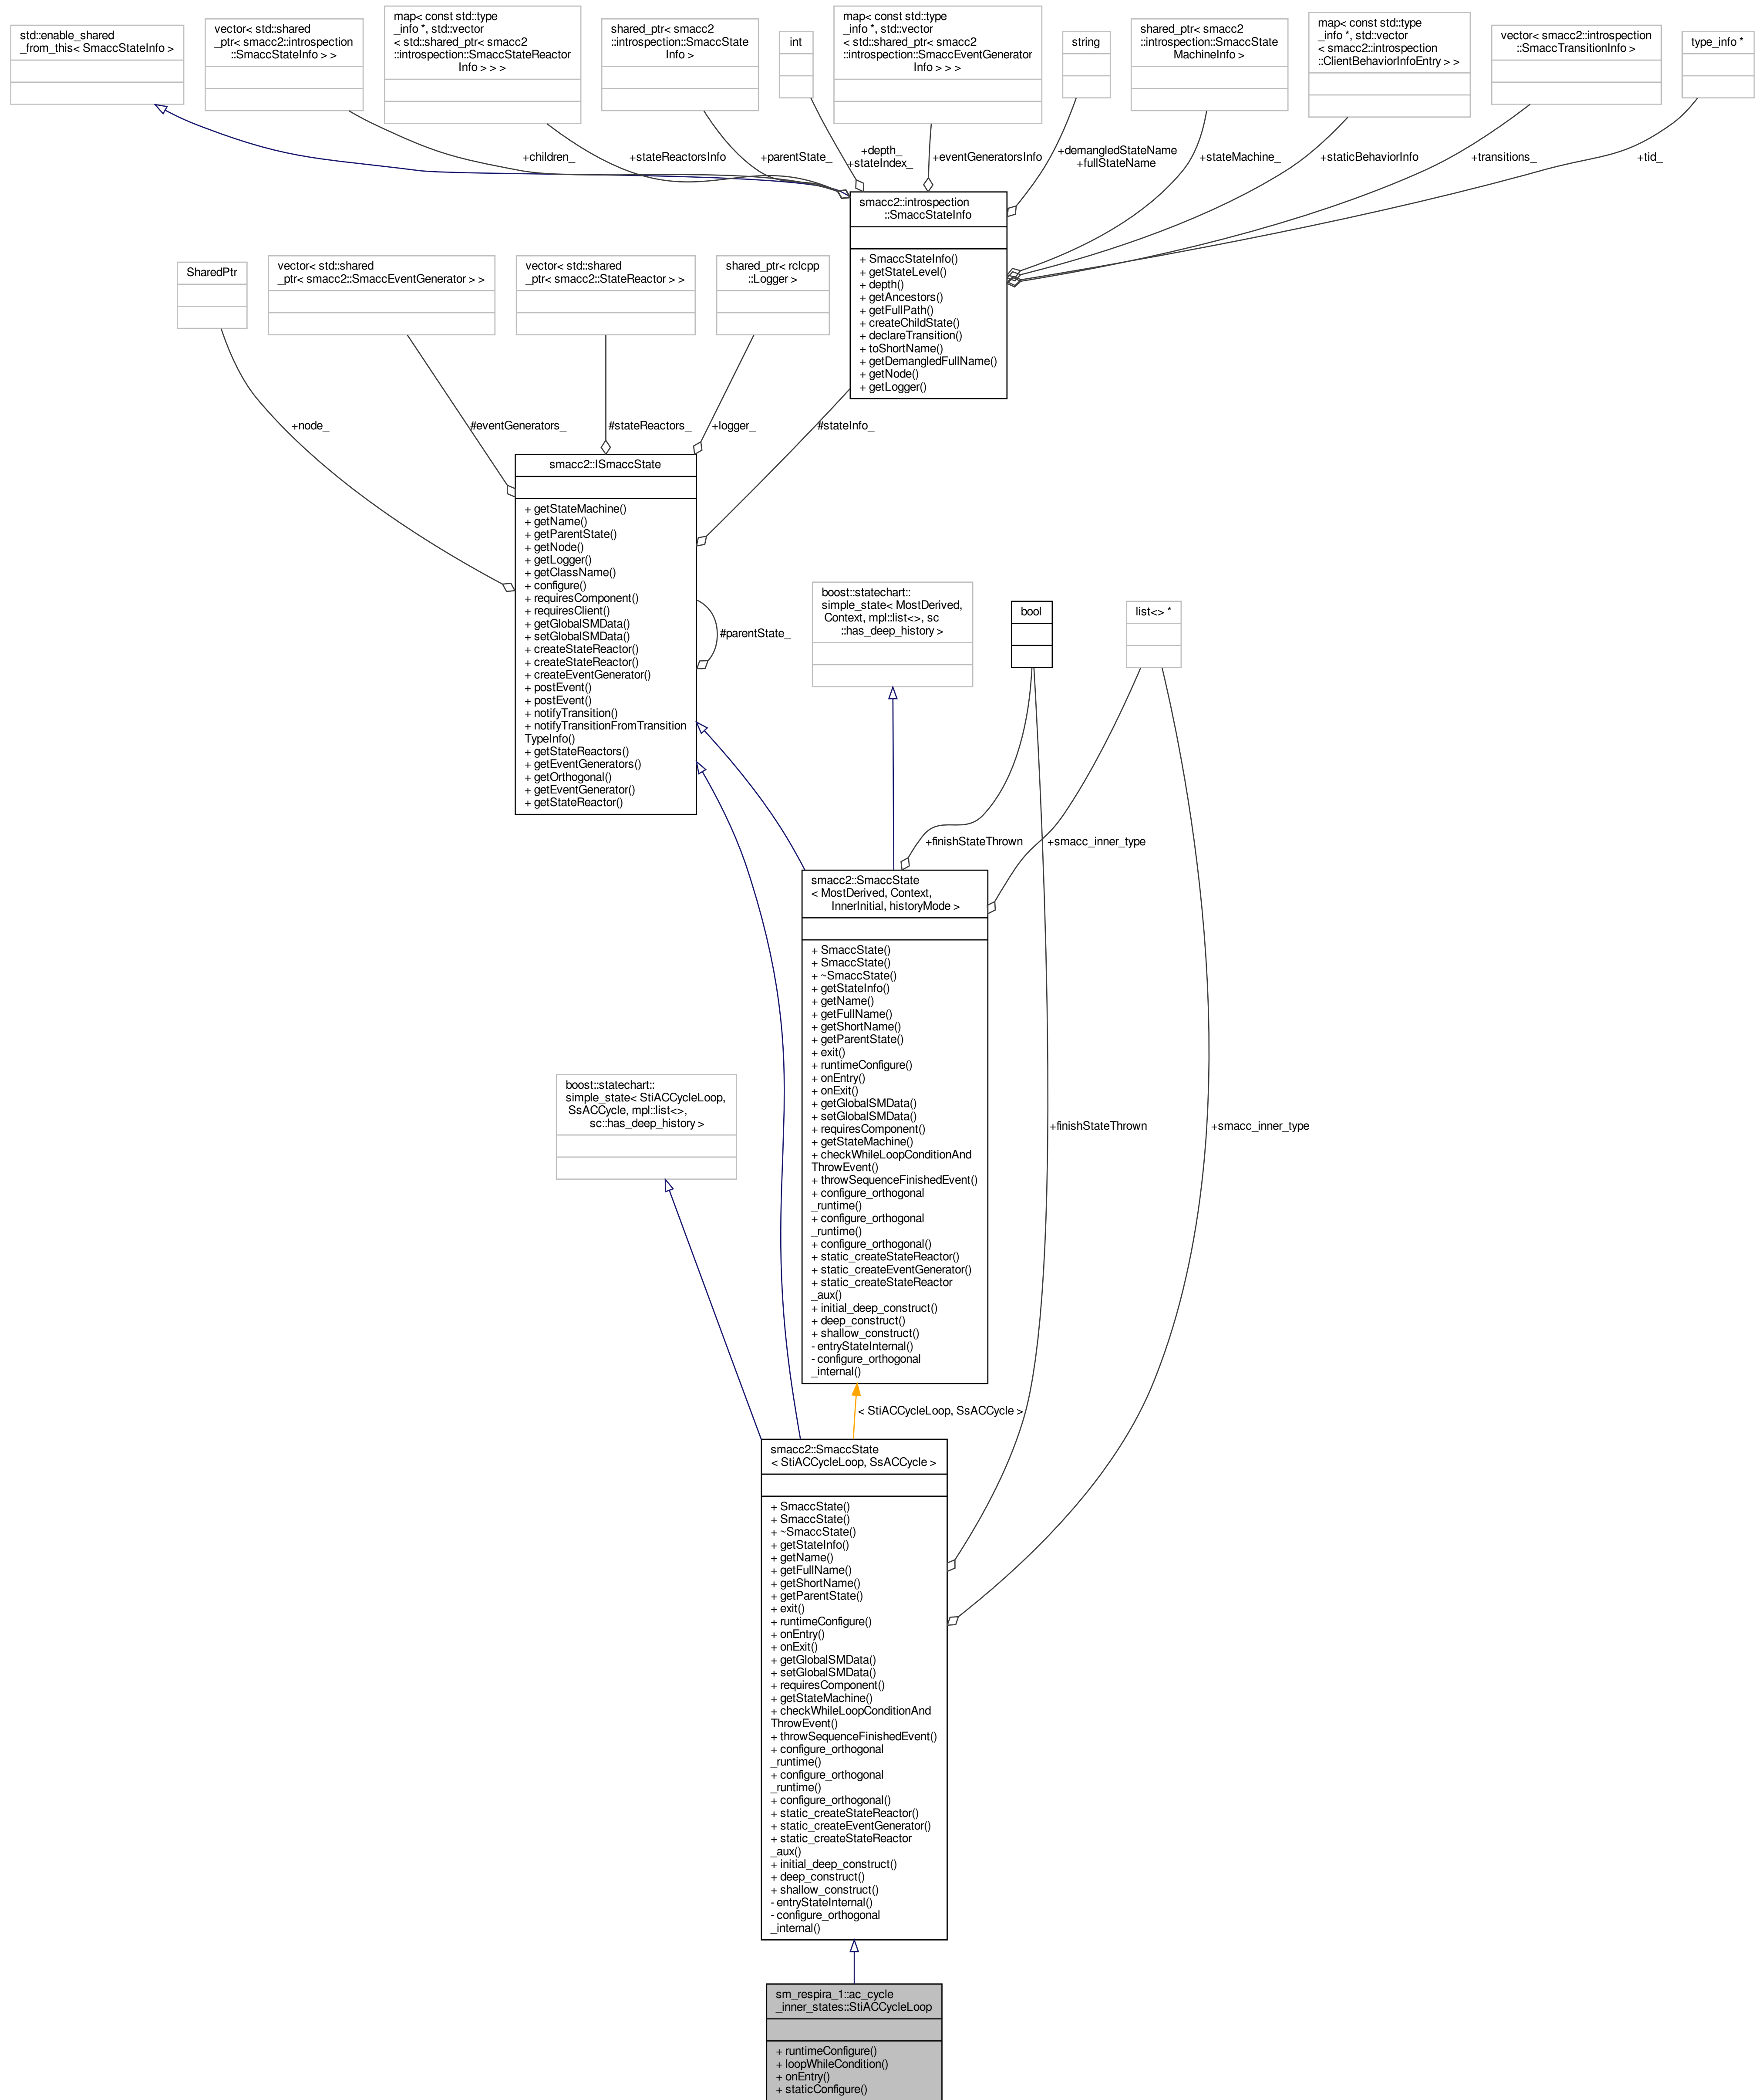 std::enable_shared
_from_this< SmaccStateInfo >
vector< std::shared
_ptr< smacc2::introspection
::SmaccStateInfo > >
map< const std::type
_info *, std::vector
< std::shared_ptr< smacc2
::introspection::SmaccStateReactor
Info > > >
shared_ptr< smacc2
::introspection::SmaccState
Info >
int
map< const std::type
_info *, std::vector
< std::shared_ptr< smacc2
::introspection::SmaccEventGenerator
Info > > >
string
shared_ptr< smacc2
::introspection::SmaccState
MachineInfo >
map< const std::type
_info *, std::vector
< smacc2::introspection
::ClientBehaviorInfoEntry > >
vector< smacc2::introspection
::SmaccTransitionInfo >
type_info *
+children_
+stateReactorsInfo
+parentState_
+depth_
+stateIndex_
+eventGeneratorsInfo
+demangledStateName
+fullStateName
+stateMachine_
+staticBehaviorInfo
+transitions_
+tid_
smacc2::introspection
::SmaccStateInfo
+ SmaccStateInfo()
+ getStateLevel()
+ depth()
+ getAncestors()
+ getFullPath()
+ createChildState()
+ declareTransition()
+ toShortName()
+ getDemangledFullName()
+ getNode()
+ getLogger()
SharedPtr
vector< std::shared
_ptr< smacc2::SmaccEventGenerator > >
vector< std::shared
_ptr< smacc2::StateReactor > >
shared_ptr< rclcpp
::Logger >
+node_
#eventGenerators_
#stateReactors_
+logger_
#stateInfo_
smacc2::ISmaccState
+ getStateMachine()
+ getName()
+ getParentState()
+ getNode()
+ getLogger()
+ getClassName()
+ configure()
+ requiresComponent()
+ requiresClient()
+ getGlobalSMData()
+ setGlobalSMData()
+ createStateReactor()
+ createStateReactor()
+ createEventGenerator()
+ postEvent()
+ postEvent()
+ notifyTransition()
+ notifyTransitionFromTransition
TypeInfo()
+ getStateReactors()
+ getEventGenerators()
+ getOrthogonal()
+ getEventGenerator()
+ getStateReactor()
#parentState_
boost::statechart::
simple_state< MostDerived,
Context, mpl::list<>, sc
::has_deep_history >
bool
list<> *
+finishStateThrown
+smacc_inner_type
smacc2::SmaccState
< MostDerived, Context,
InnerInitial, historyMode >
+ SmaccState()
+ SmaccState()
+ ~SmaccState()
+ getStateInfo()
+ getName()
+ getFullName()
+ getShortName()
+ getParentState()
+ exit()
+ runtimeConfigure()
+ onEntry()
+ onExit()
+ getGlobalSMData()
+ setGlobalSMData()
+ requiresComponent()
+ getStateMachine()
+ checkWhileLoopConditionAnd
ThrowEvent()
+ throwSequenceFinishedEvent()
+ configure_orthogonal
_runtime()
+ configure_orthogonal
_runtime()
+ configure_orthogonal()
+ static_createStateReactor()
+ static_createEventGenerator()
+ static_createStateReactor
_aux()
+ initial_deep_construct()
+ deep_construct()
+ shallow_construct()
- entryStateInternal()
- configure_orthogonal
_internal()
boost::statechart::
simple_state< StiACCycleLoop,
SsACCycle, mpl::list<>,
sc::has_deep_history >
+finishStateThrown
+smacc_inner_type
< StiACCycleLoop, SsACCycle >
smacc2::SmaccState
< StiACCycleLoop, SsACCycle >
+ SmaccState()
+ SmaccState()
+ ~SmaccState()
+ getStateInfo()
+ getName()
+ getFullName()
+ getShortName()
+ getParentState()
+ exit()
+ runtimeConfigure()
+ onEntry()
+ onExit()
+ getGlobalSMData()
+ setGlobalSMData()
+ requiresComponent()
+ getStateMachine()
+ checkWhileLoopConditionAnd
ThrowEvent()
+ throwSequenceFinishedEvent()
+ configure_orthogonal
_runtime()
+ configure_orthogonal
_runtime()
+ configure_orthogonal()
+ static_createStateReactor()
+ static_createEventGenerator()
+ static_createStateReactor
_aux()
+ initial_deep_construct()
+ deep_construct()
+ shallow_construct()
- entryStateInternal()
- configure_orthogonal
_internal()
sm_respira_1::ac_cycle
_inner_states::StiACCycleLoop
+ runtimeConfigure()
+ loopWhileCondition()
+ onEntry()
+ staticConfigure()